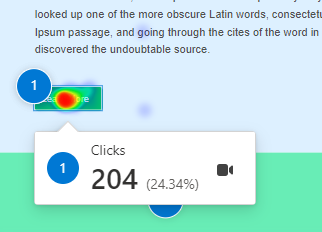 looked up one of the more obscure Latin words, consectetu
Ipsum passage, and going through the cites of the word in
discovered the undoubtable source.
1
Clicks
1
204 (24.34%)